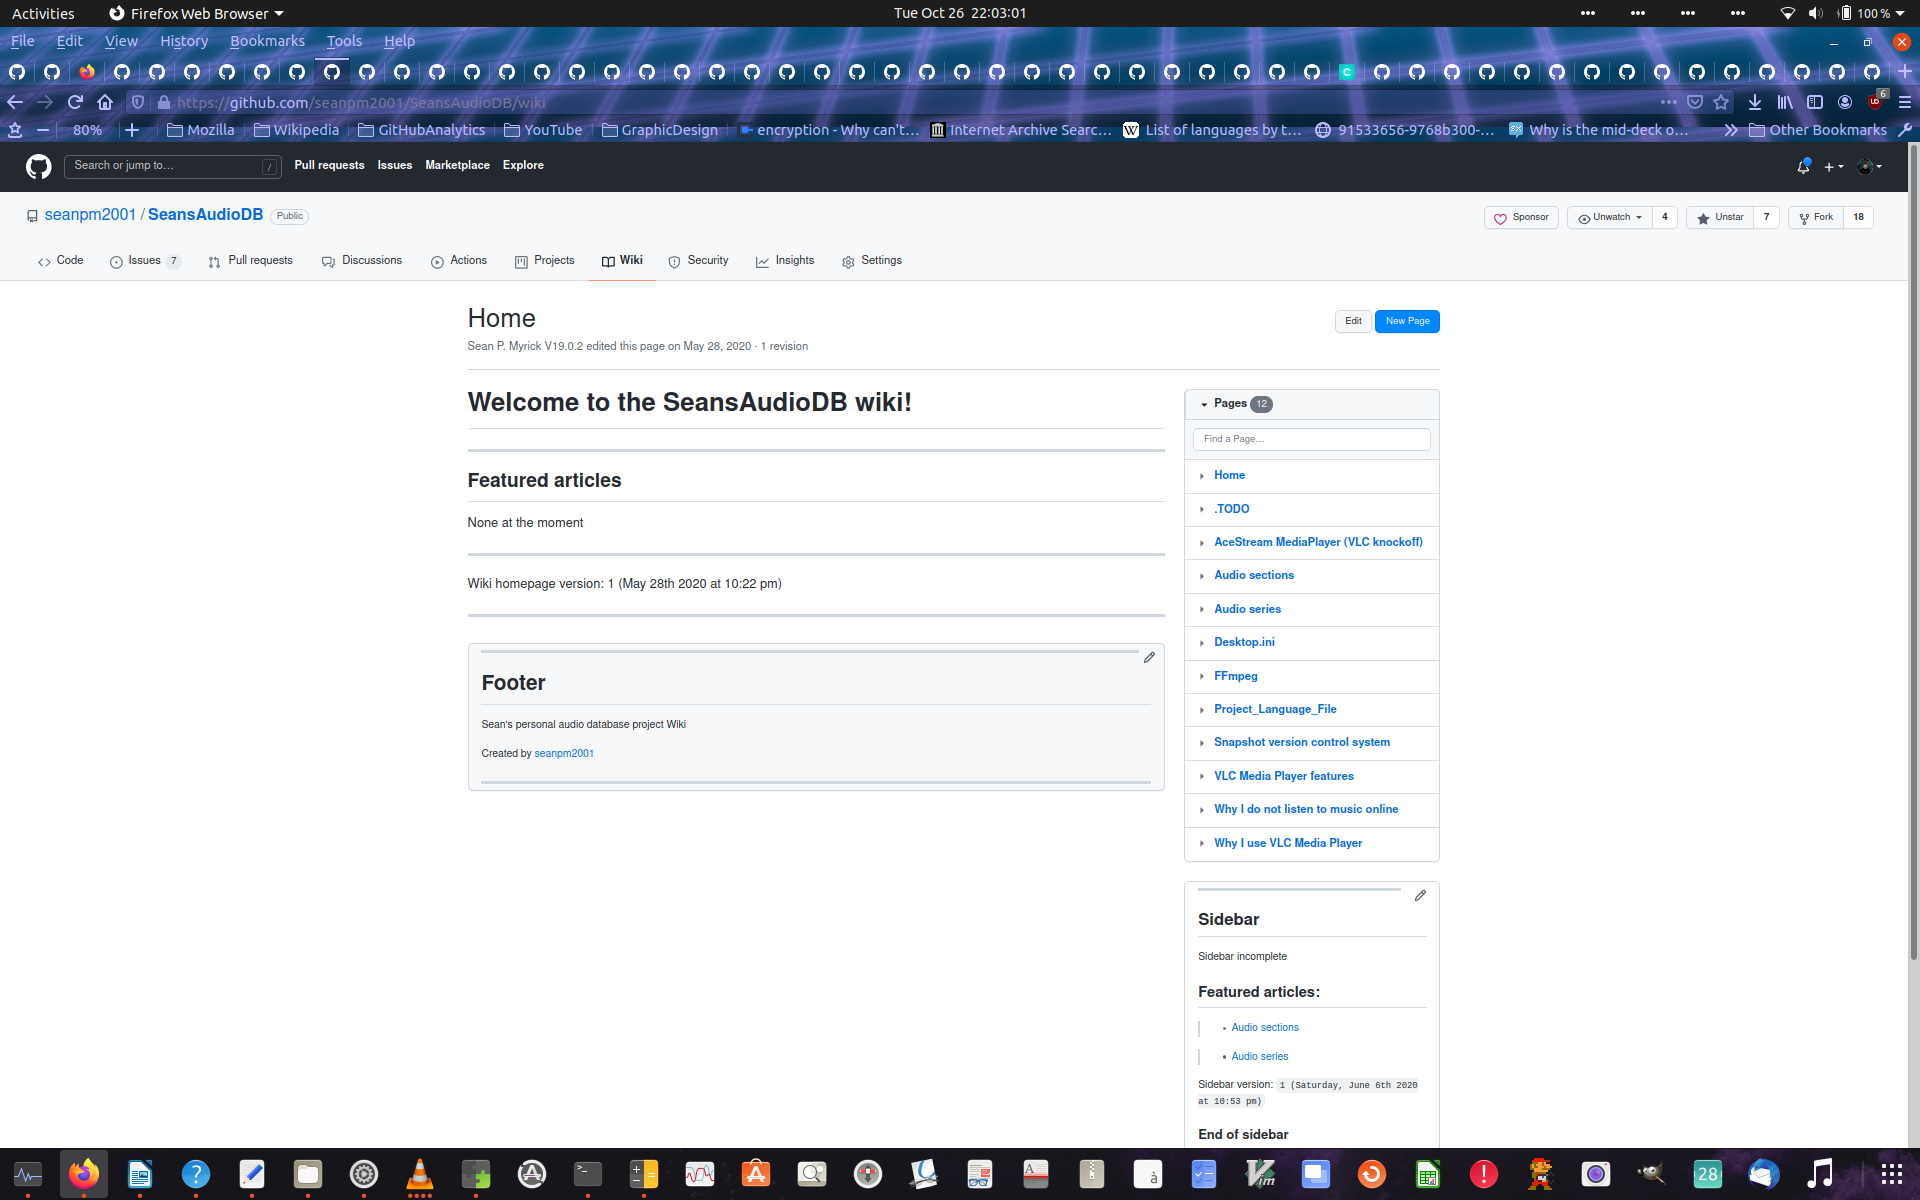 Activities Firefox Web Browser Tue Oct 26 22:03:01 100 %
File Edit View History Bookmarks Tools Help
https://github.com/seanpm2001/SeansAudioDB/wiki 6
80% Mozilla Wikipedia GitHubAnalytics YouTube GraphicDesign encryption - Why can't… Internet Archive Searc… List of languages by t… 91533656-9768b300-… Why is the mid-deck o… Other Bookmarks
Search or jump to… / Pull requests Issues Marketplace Explore
seanpm2001 / SeansAudioDB Public Sponsor Unwatch 4 Unstar 7 Fork 18
Code Issues 7 Pull requests Discussions Actions Projects Wiki Security Insights Settings
Home
Edit New Page
Sean P. Myrick V19.0.2 edited this page on May 28, 2020 · 1 revision
Welcome to the SeansAudioDB wiki!
Featured articles
None at the moment
Wiki homepage version: 1 (May 28th 2020 at 10:22 pm)
Footer
Sean's personal audio database project Wiki
Created by seanpm2001
Pages 12
Find a Page…
Home
.TODO
AceStream MediaPlayer (VLC knockoff)
Audio sections
Audio series
Desktop.ini
FFmpeg
Project_Language_File
Snapshot version control system
VLC Media Player features
Why I do not listen to music online
Why I use VLC Media Player
Sidebar
Sidebar incomplete
Featured articles:
• Audio sections
• Audio series
Sidebar version: 1 (Saturday, June 6th 2020
at 10:53 pm)
End of sidebar
28